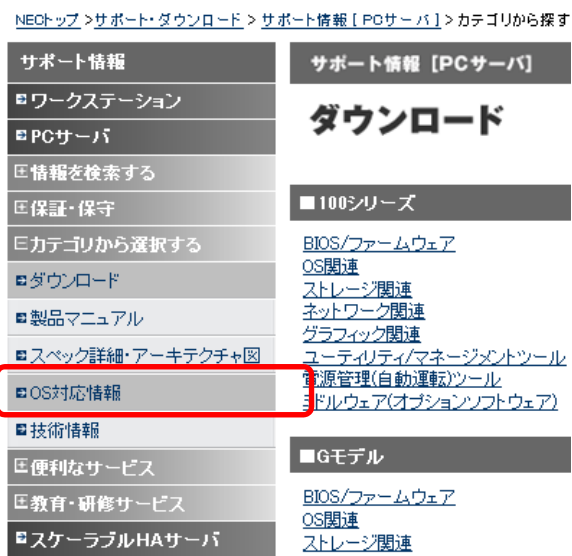 NECトップ >サポート・ダウンロード > サポート情報 [ PCサーバ ] > カテゴリから探す
サポート情報
ワークステーション
PCサーバ
情報を検索する
保証・保守
カテゴリから選択する
ダウンロード
製品マニュアル
スペック詳細・アーキテクチャ図
OS対応情報
技術情報
便利なサービス
教育・研修サービス
スケーラブルHAサーバ
サポート情報 [PCサーバ]
ダウンロード
■100シリーズ
BIOS/ファームウェア
OS関連
ストレージ関連
ネットワーク関連
グラフィック関連
ユーティリティ/マネージメントツール
電源管理(自動運転)ツール
ミドルウェア(オプションソフトウェア)
■Gモデル
BIOS/ファームウェア
OS関連
ストレージ関連